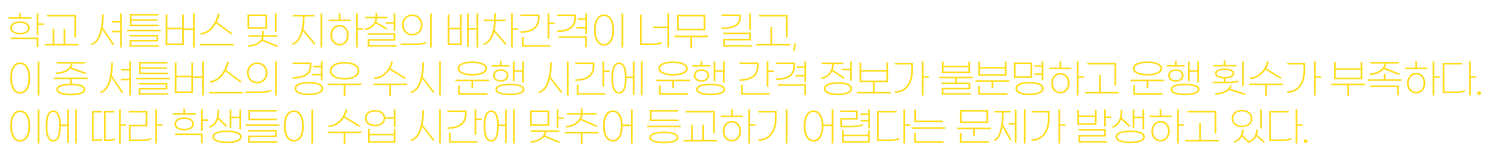 학교 셔틀버스 및 지하철의 배차간격이 너무 길고,
이 중 셔틀버스의 경우 수시 운행 시간에 운행 간격 정보가 불분명하고 운행 횟수가 부족하다.
이에 따라 학생들이 수업 시간에 맞추어 등교하기 어렵다는 문제가 발생하고 있다.